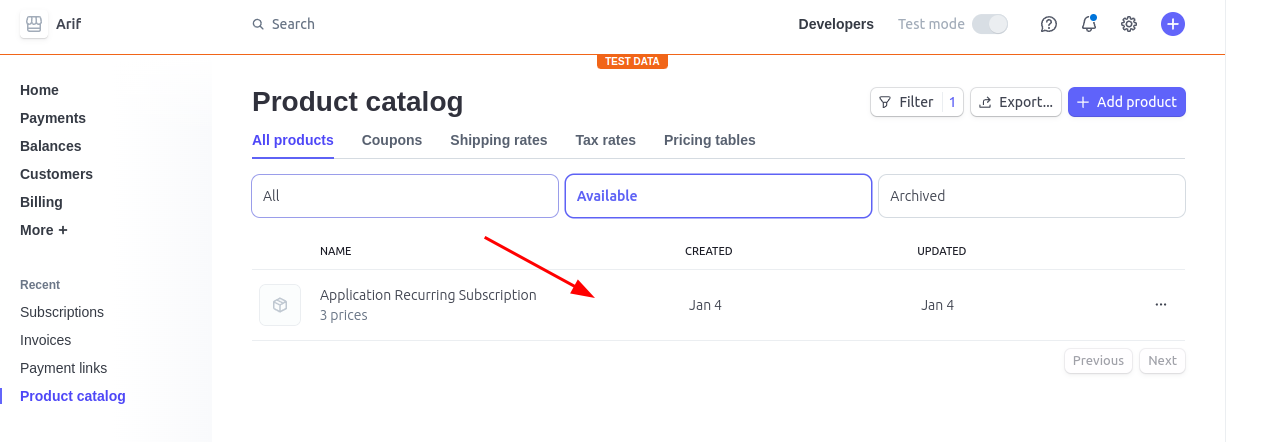 Arif
Search
Developers
Test mode
TEST DATA
Home
Payments
Balances
Customers
Billing
More +
Recent
Subscriptions
Invoices
Payment links
Product catalog
Product catalog
Filter 1
Export...
+ Add product
All products
Coupons
Shipping rates
Tax rates
Pricing tables
All
Available
Archived
NAME
CREATED
UPDATED
Application Recurring Subscription
3 prices
Jan 4
Jan 4
Previous
Next